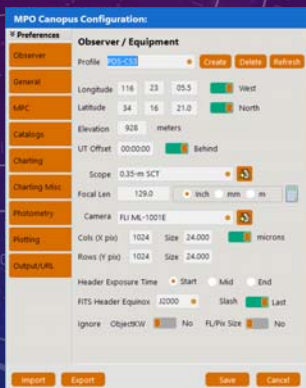 MPO Canopus Configuration:
Preferences
Observer
General
MPC
Catalogs
Charting
Charting Misc
Photometry
Plotting
Output/URL
Observer / Equipment
Profile PDS-CS3 Create Delete Refresh
Longitude 116 23 05.5 West
Latitude 34 16 21.0 North
Elevation 928 meters
UT Offset 00:00:00 Behind
Scope 0.35-m SCT
Focal Len 129.0 inch mm m
Camera FLI ML-1001E
Cols (X pix) 1024 Size 24.000 microns
Rows (Y pix) 1024 Size 24.000
Header Exposure Time Start Mid End
FITS Header Equinox J2000 Slash Last
Ignore ObjectKW No FL/Pix Size No
Import Export Save Cancel